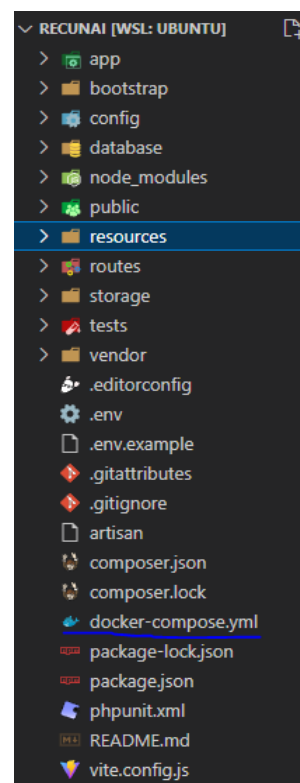 RECUNAI [WSL: UBUNTU]
app
bootstrap
config
database
node_modules
public
resources
routes
storage
tests
vendor
.editorconfig
.env
.env.example
.gitattributes
.gitignore
artisan
composer.json
composer.lock
docker-compose.yml
package-lock.json
package.json
phpunit.xml
README.md
vite.config.js